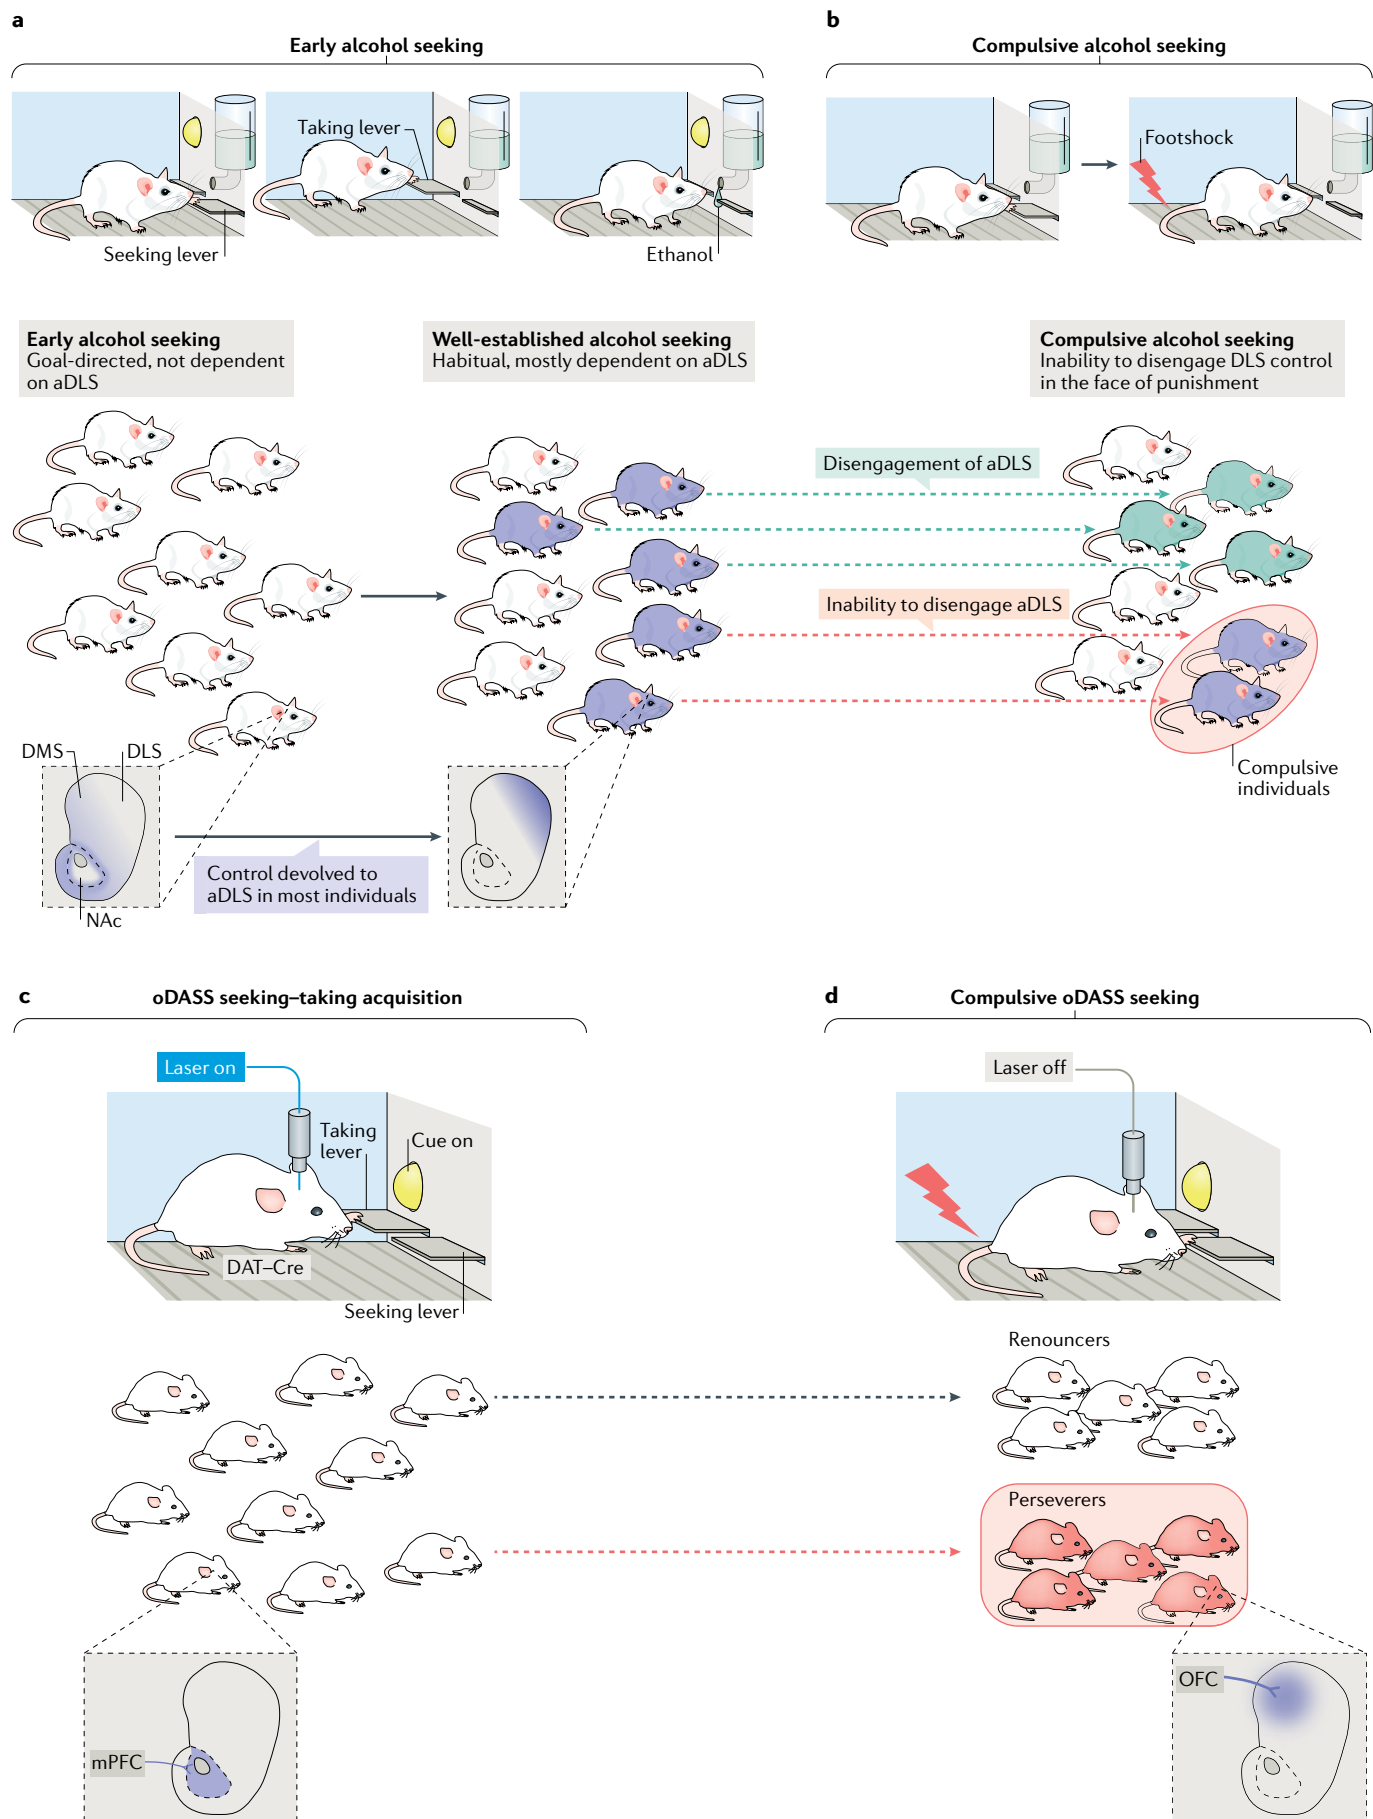 a
Early alcohol seeking
Taking lever
Seeking lever
Ethanol
b
Compulsive alcohol seeking
Footshock
Early alcohol seeking
Goal-directed, not dependent
on aDLS
Well-established alcohol seeking
Habitual, mostly dependent on aDLS
Compulsive alcohol seeking
Inability to disengage DLS control
in the face of punishment
Disengagement of aDLS
Inability to disengage aDLS
DMS
DLS
NAc
Control devolved to
aDLS in most individuals
Compulsive
individuals
c
oDASS seeking–taking acquisition
Laser on
Taking
lever
Cue on
DAT–Cre
Seeking lever
mPFC
d
Compulsive oDASS seeking
Laser off
Renouncers
Perseverers
OFC